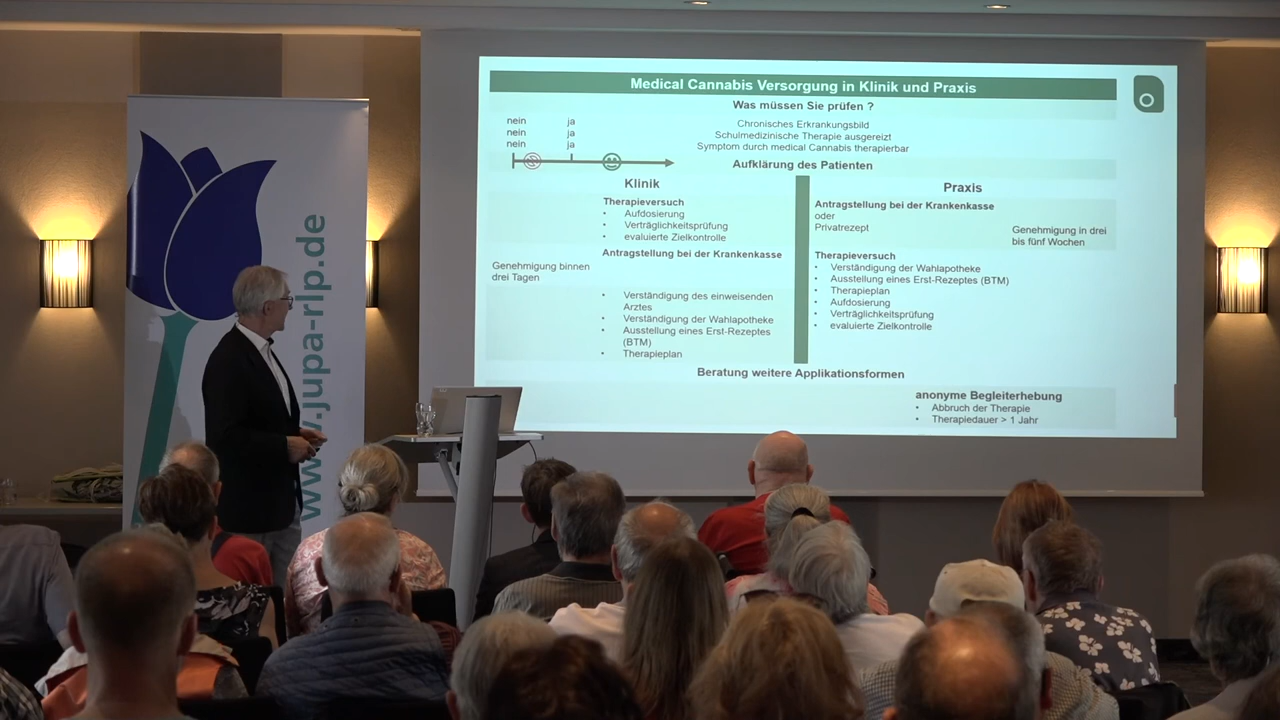 www.jupa-rlp.de
Medical Cannabis Versorgung in Klinik und Praxis
Was müssen Sie prüfen ?
nein ja Chronisches Erkrankungsbild
nein ja Schulmedizinische Therapie ausgereizt
nein ja Symptom durch medical Cannabis therapierbar
Aufklärung des Patienten
Klinik
Therapieversuch
• Aufdosierung
• Verträglichkeitsprüfung
• evaluierte Zielkontrolle
Antragstellung bei der Krankenkasse
Genehmigung binnen
drei Tagen
• Verständigung des einweisenden
Arztes
• Verständigung der Wahlapotheke
• Ausstellung eines Erst-Rezeptes
(BTM)
• Therapieplan
Praxis
Antragstellung bei der Krankenkasse
oder
Privatrezept
Genehmigung in drei
bis fünf Wochen
Therapieversuch
• Verständigung der Wahlapotheke
• Ausstellung eines Erst-Rezeptes (BTM)
• Therapieplan
• Aufdosierung
• Verträglichkeitsprüfung
• evaluierte Zielkontrolle
Beratung weitere Applikationsformen
anonyme Begleiterhebung
• Abbruch der Therapie
• Therapiedauer > 1 Jahr